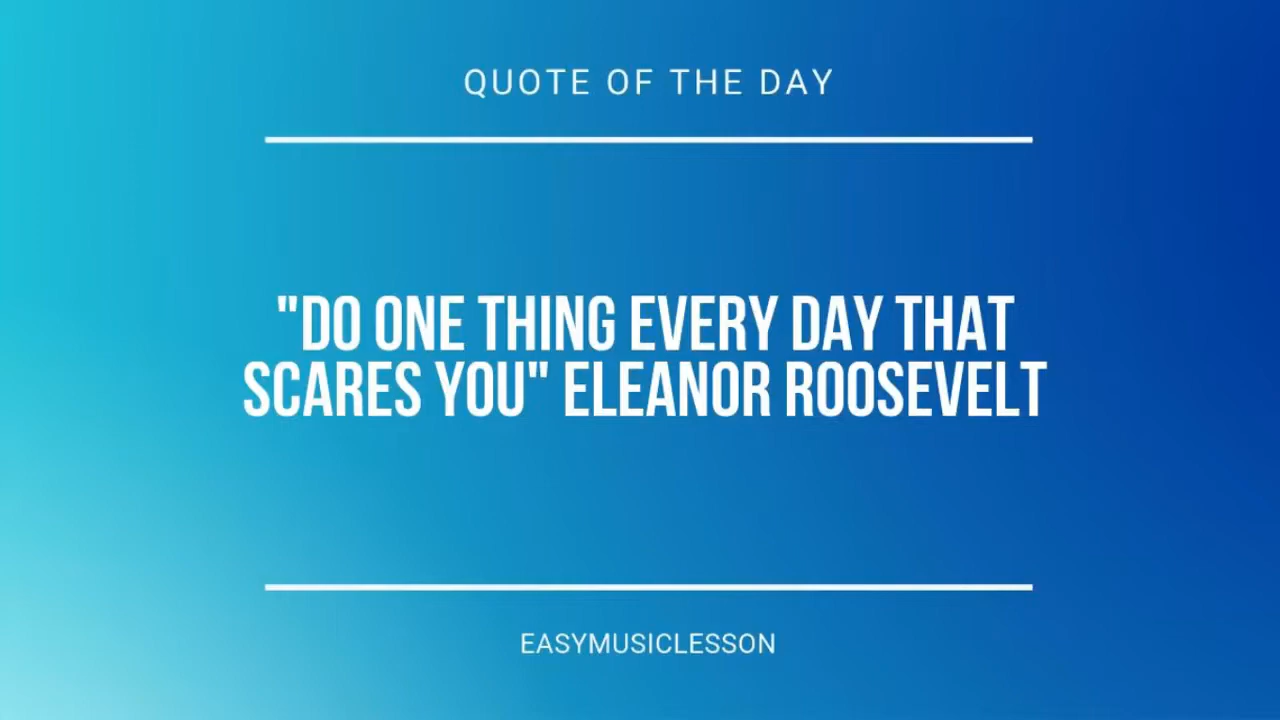 QUOTE OF THE DAY
"DO ONE THING EVERY DAY THAT
SCARES YOU" ELEANOR ROOSEVELT
EASYMUSICLESSON